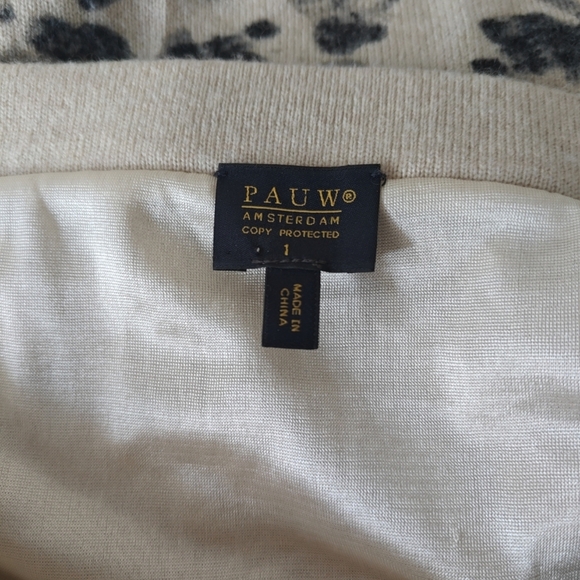 PAUW®
AMSTERDAM
COPY PROTECTED
1
MADE IN
CHINA